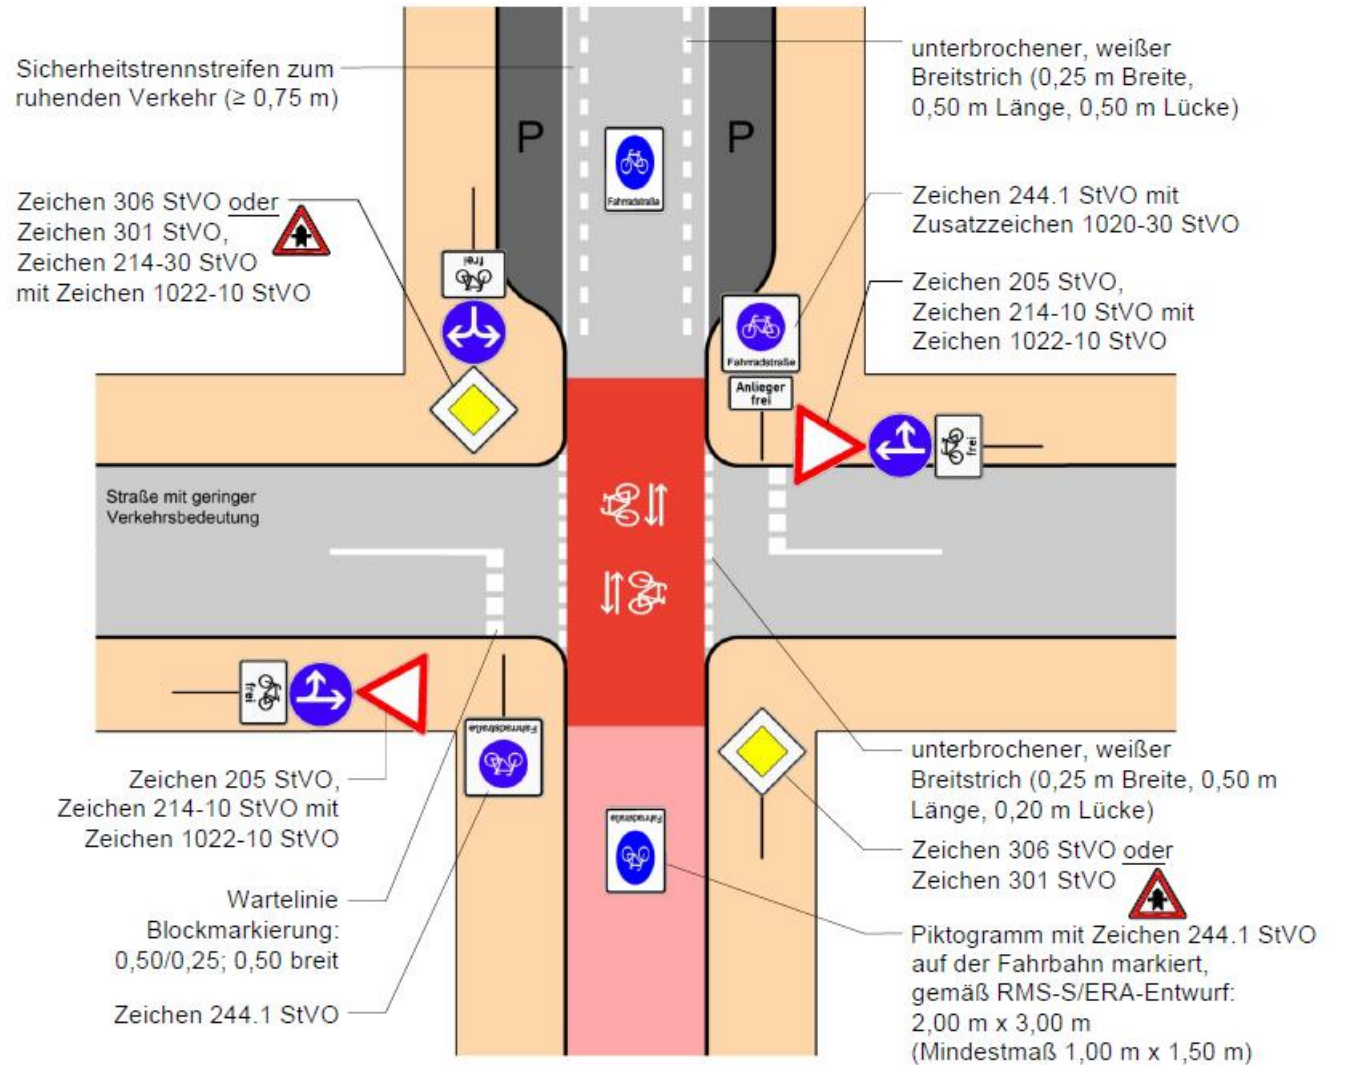 Sicherheitstrennstreifen zum
ruhenden Verkehr (≥ 0,75 m)
unterbrochener, weißer
Breitstrich (0,25 m Breite,
0,50 m Länge, 0,50 m Lücke)
P
P
Fahrradstraße
Zeichen 306 StVO oder
Zeichen 301 StVO,
Zeichen 214-30 StVO
mit Zeichen 1022-10 StVO
frei
Zeichen 244.1 StVO mit
Zusatzzeichen 1020-30 StVO
Zeichen 205 StVO,
Zeichen 214-10 StVO mit
Zeichen 1022-10 StVO
Fahrradstraße
Anlieger
frei
frei
Straße mit geringer
Verkehrsbedeutung
frei
Fahrradstraße
Zeichen 205 StVO,
Zeichen 214-10 StVO mit
Zeichen 1022-10 StVO
Wartelinie
Blockmarkierung:
0,50/0,25; 0,50 breit
Zeichen 244.1 StVO
Fahrradstraße
unterbrochener, weißer
Breitstrich (0,25 m Breite, 0,50 m
Länge, 0,20 m Lücke)
Zeichen 306 StVO oder
Zeichen 301 StVO
Piktogramm mit Zeichen 244.1 StVO
auf der Fahrbahn markiert,
gemäß RMS-S/ERA-Entwurf:
2,00 m x 3,00 m
(Mindestmaß 1,00 m x 1,50 m)